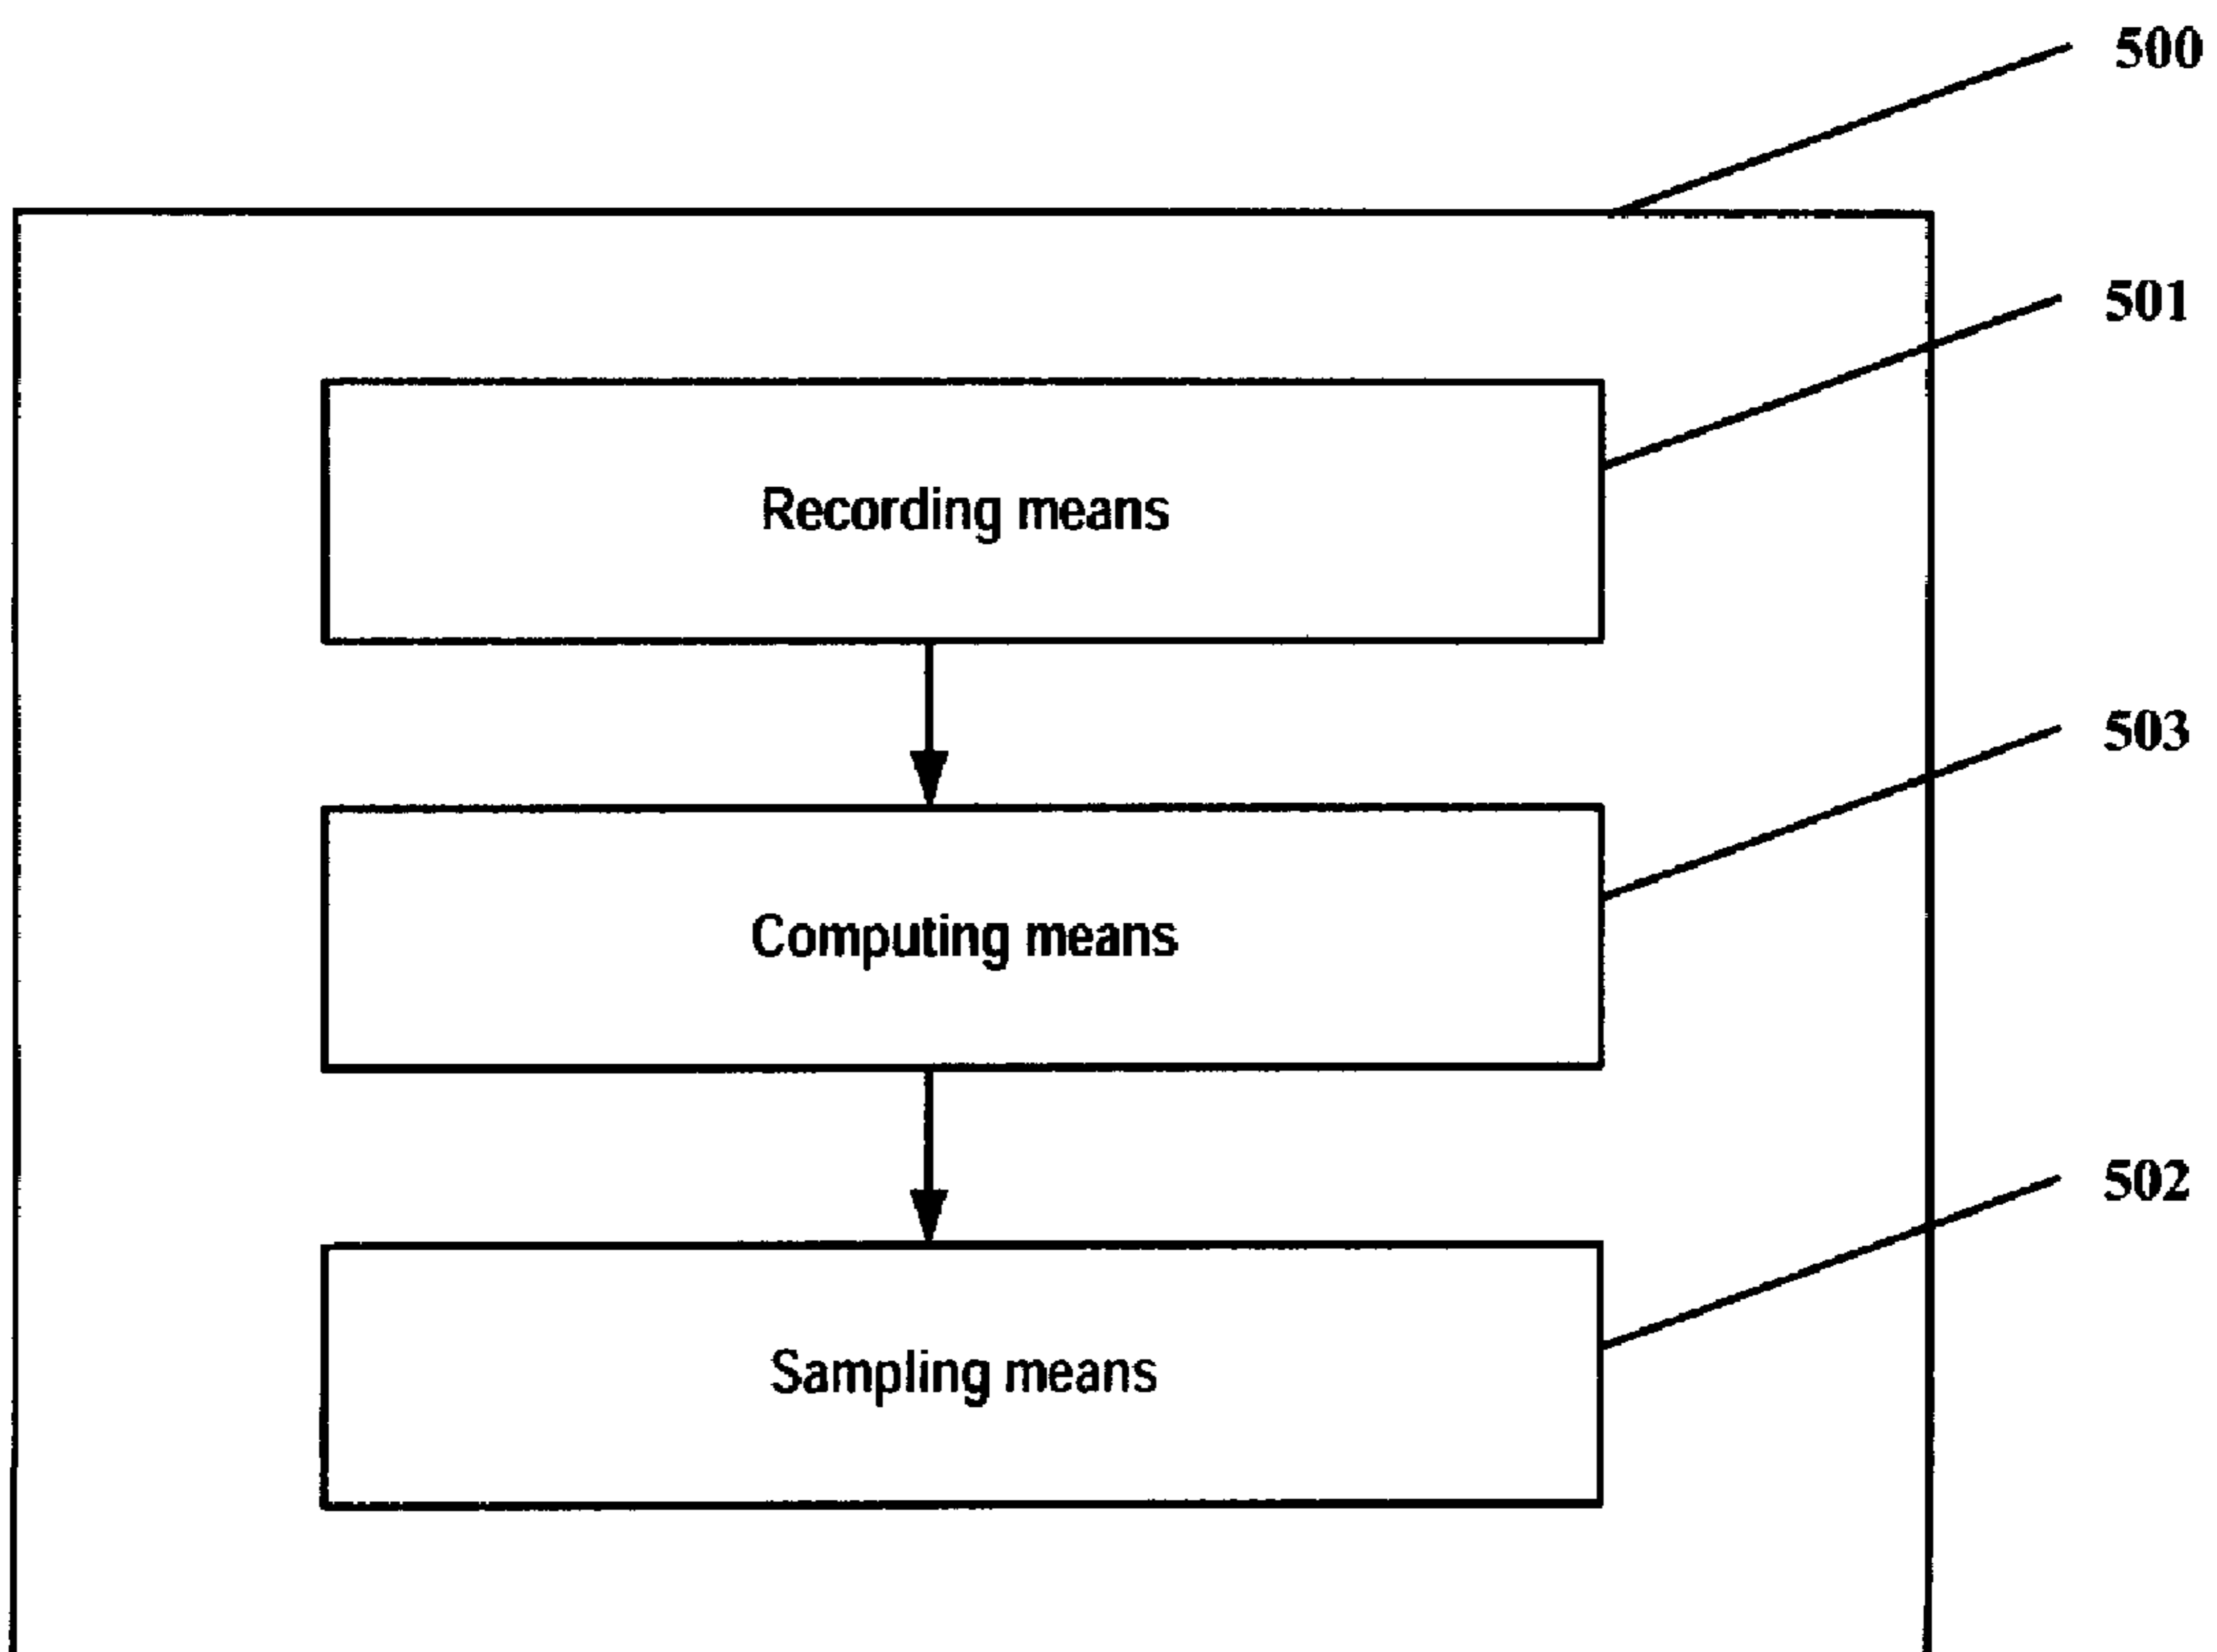 500
501
Recording means
503
Computing means
502
Sampling means